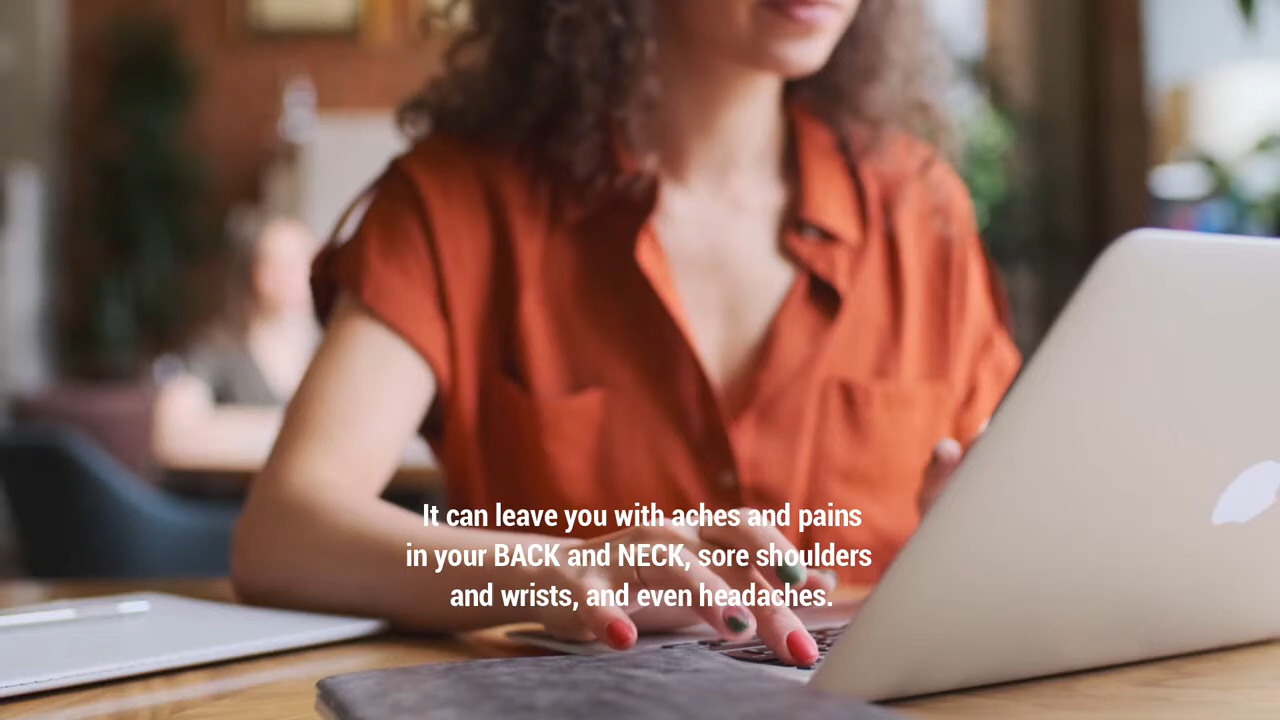 It can leave you with aches and pains
in your BACK and NECK, sore shoulders
and wrists, and even headaches.